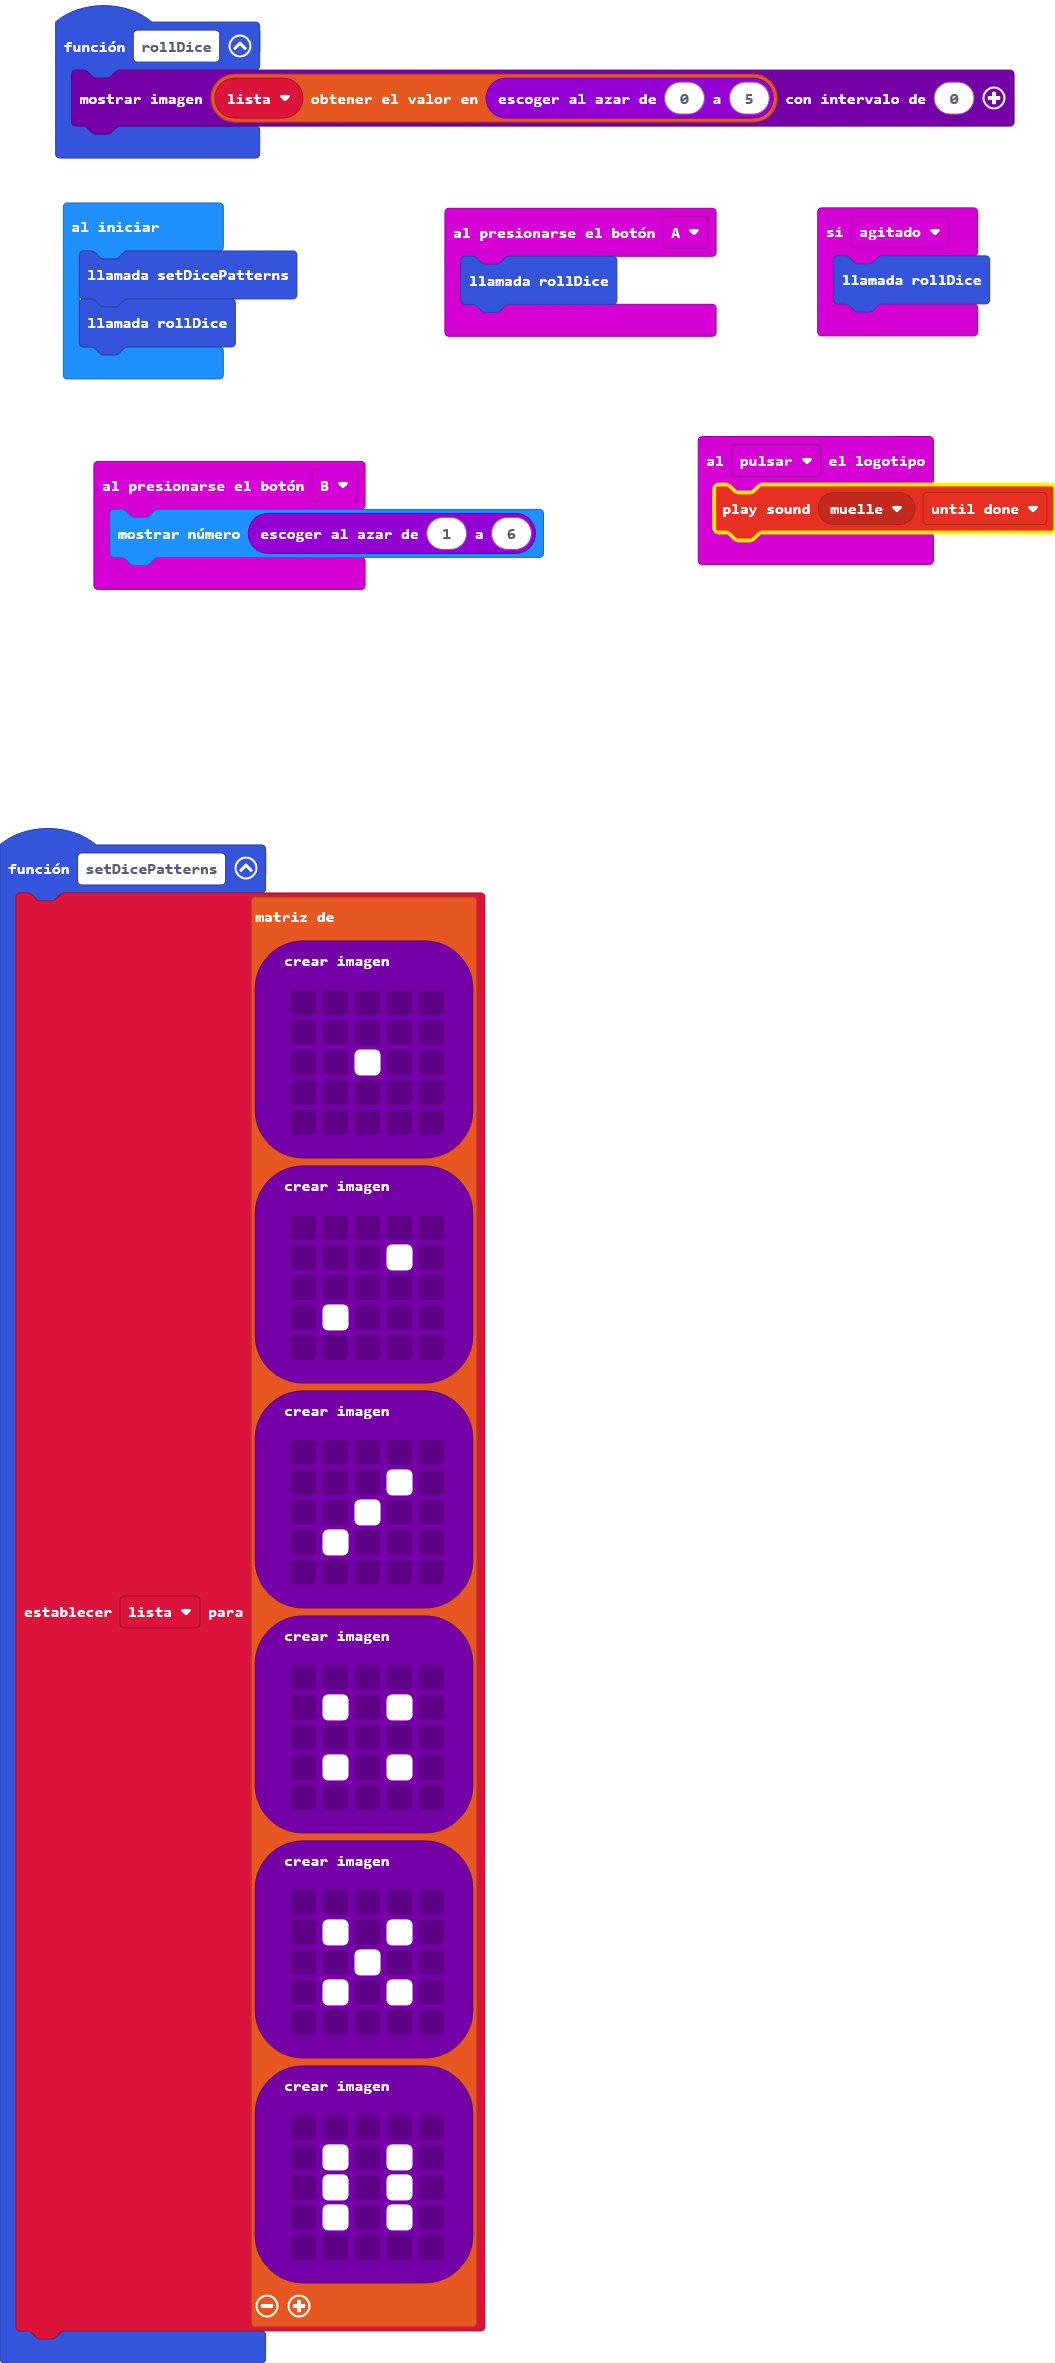 función rollDice
mostrar imagen lista obtener el valor en escoger al azar de 0 a 5 con intervalo de 0
al iniciar
llamada setDicePatterns
llamada rollDice
al presionarse el botón A
llamada rollDice
si agitado
llamada rollDice
al presionarse el botón B
mostrar número escoger al azar de 1 a 6
al pulsar el logotipo
play sound muelle until done
función setDicePatterns
establecer lista para
matriz de
crear imagen
crear imagen
crear imagen
crear imagen
crear imagen
crear imagen